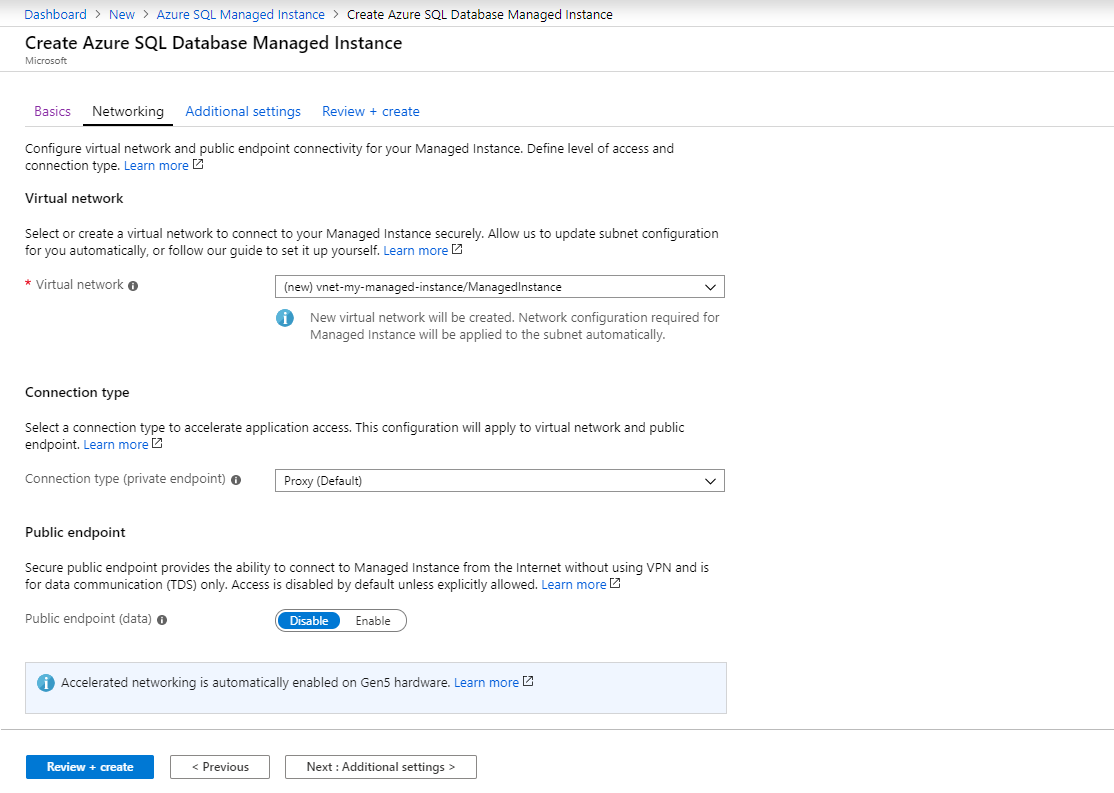 Dashboard > New > Azure SQL Managed Instance > Create Azure SQL Database Managed Instance
Create Azure SQL Database Managed Instance
Microsoft
Basics Networking Additional settings Review + create
Configure virtual network and public endpoint connectivity for your Managed Instance. Define level of access and
connection type. Learn more
Virtual network
Select or create a virtual network to connect to your Managed Instance securely. Allow us to update subnet configuration
for you automatically, or follow our guide to set it up yourself. Learn more
* Virtual network
(new) vnet-my-managed-instance/ManagedInstance
New virtual network will be created. Network configuration required for
Managed Instance will be applied to the subnet automatically.
Connection type
Select a connection type to accelerate application access. This configuration will apply to virtual network and public
endpoint. Learn more
Connection type (private endpoint)
Proxy (Default)
Public endpoint
Secure public endpoint provides the ability to connect to Managed Instance from the Internet without using VPN and is
for data communication (TDS) only. Access is disabled by default unless explicitly allowed. Learn more
Public endpoint (data)
Disable Enable
Accelerated networking is automatically enabled on Gen5 hardware. Learn more
Review + create < Previous Next : Additional settings >